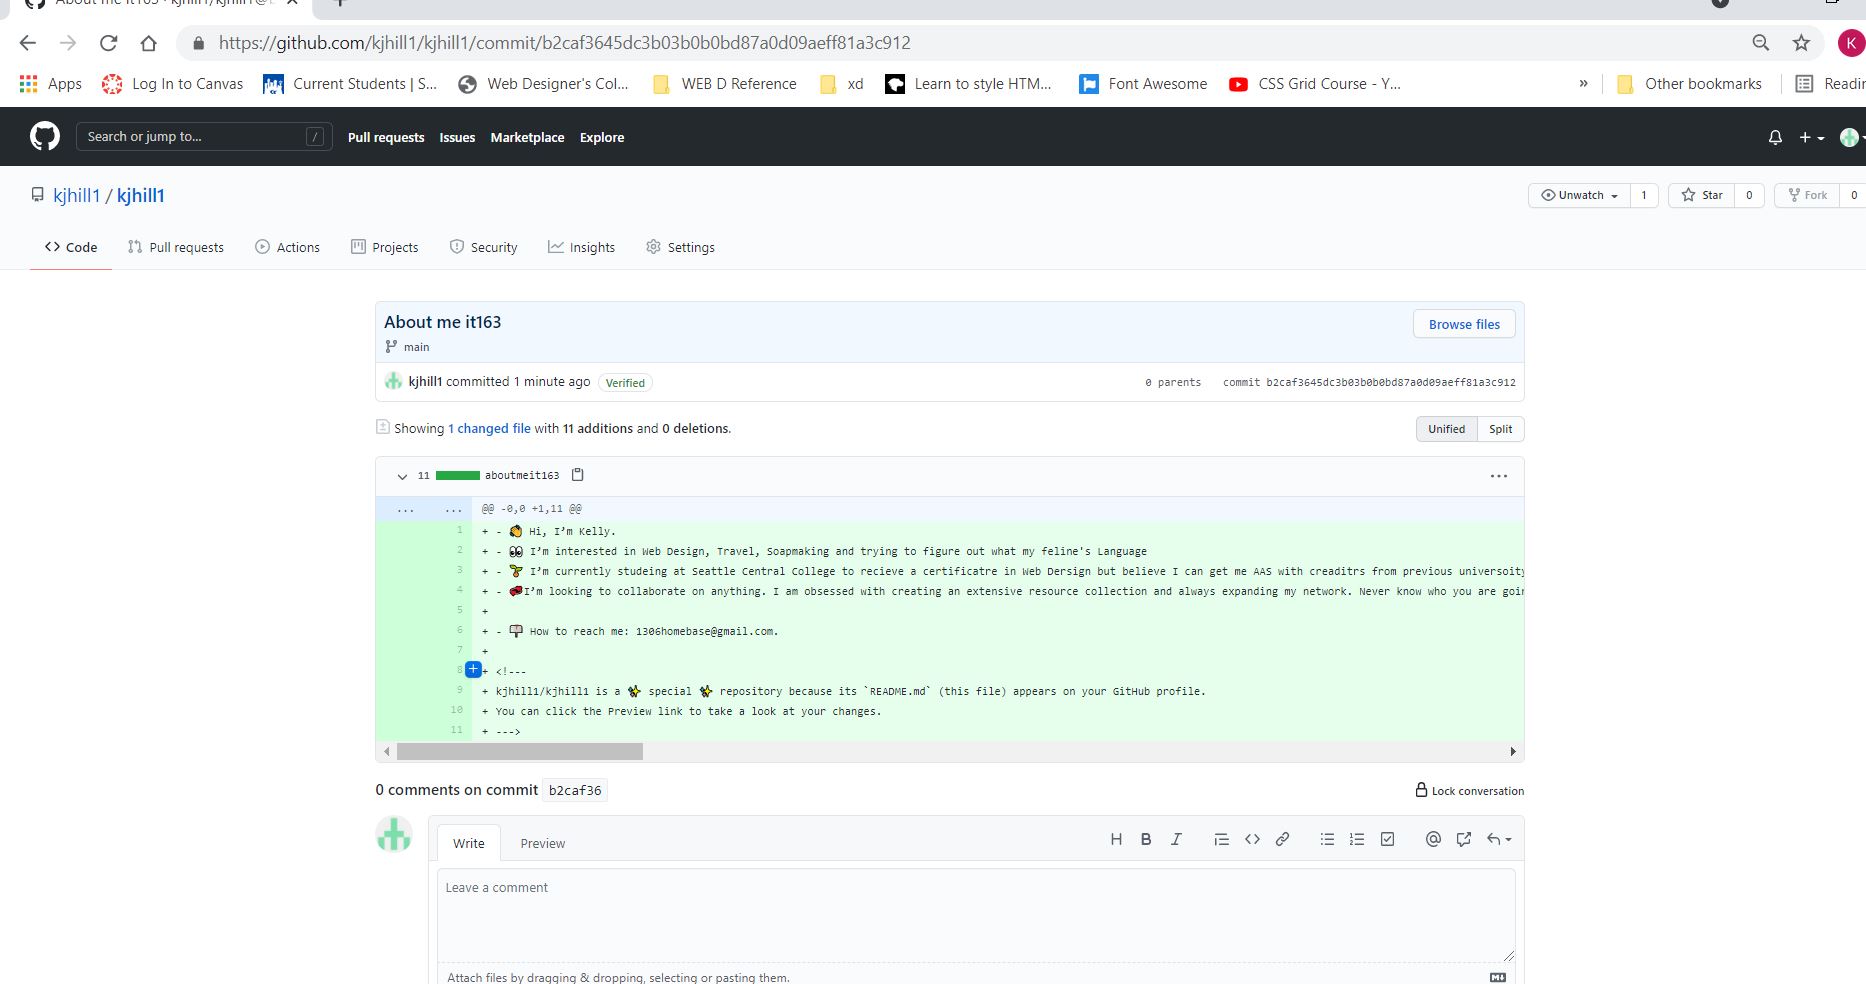 About me it163 · kjhill1/kjhill1@
https://github.com/kjhill1/kjhill1/commit/b2caf3645dc3b03b0b0bd87a0d09aeff81a3c912
K
Apps Log In to Canvas Current Students | S... Web Designer's Col... WEB D Reference xd Learn to style HTM... Font Awesome CSS Grid Course - Y... » Other bookmarks Readin
Search or jump to... / Pull requests Issues Marketplace Explore
kjhill1 / kjhill1 Unwatch 1 Star 0 Fork 0
Code Pull requests Actions Projects Security Insights Settings
About me it163 Browse files
main
kjhill1 committed 1 minute ago Verified 0 parents commit b2caf3645dc3b03b0b0bd87a0d09aeff81a3c912
Showing 1 changed file with 11 additions and 0 deletions. Unified Split
11 aboutmeit163 ...
... ... @@ -0,0 +1,11 @@
1 + - 👋 Hi, I’m Kelly.
2 + - 👀 I’m interested in Web Design, Travel, Soapmaking and trying to figure out what my feline's Language
3 + - 🌱 I’m currently studeing at Seattle Central College to recieve a certificatre in Web Dersign but believe I can get me AAS with creaditrs from previous universoity
4 + - 💞️I’m looking to collaborate on anything. I am obsessed with creating an extensive resource collection and always expanding my network. Never know who you are goin
5 +
6 + - 📫 How to reach me: 1306homebase@gmail.com.
7 +
8 + <!---
9 + kjhill1/kjhill1 is a ✨ special ✨ repository because its `README.md` (this file) appears on your GitHub profile.
10 + You can click the Preview link to take a look at your changes.
11 + --->
0 comments on commit b2caf36 Lock conversation
Write Preview H B I <> @
Leave a comment
Attach files by dragging & dropping, selecting or pasting them. M↓